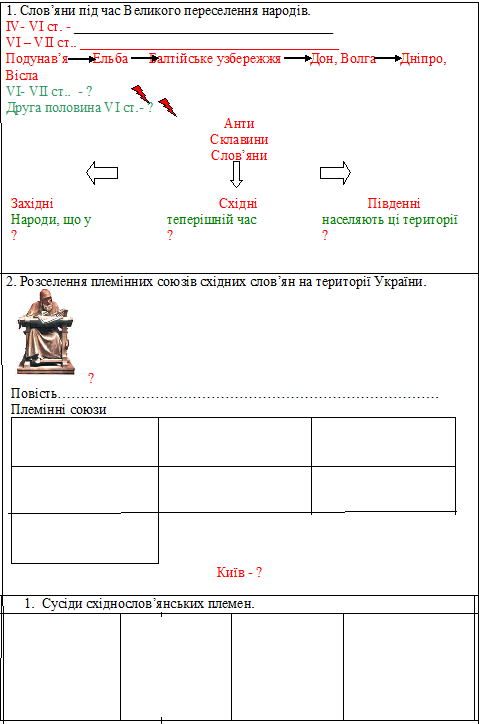 1. Слов’яни під час Великого переселення народів.
IV- VI ст. - ______________________________________
VI – VII ст.. ______________________________________
Подунав’я Ельба Балтійське узбережжя Дон, Волга Дніпро,
Вісла
VI- VII ст.. - ?
Друга половина VI ст.- ?
Анти
Склавини
Слов’яни
Західні Східні Південні
Народи, що у теперішній час населяють ці території
? ? ?
2. Розселення племінних союзів східних слов’ян на території України.
?
Повість……………………………………………………………………
Племінні союзи
Київ - ?
1. Сусіди східнослов’янських племен.